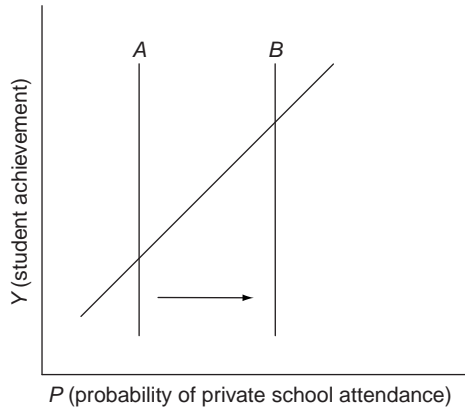 A
B
Y (student achievement)
P (probability of private school attendance)